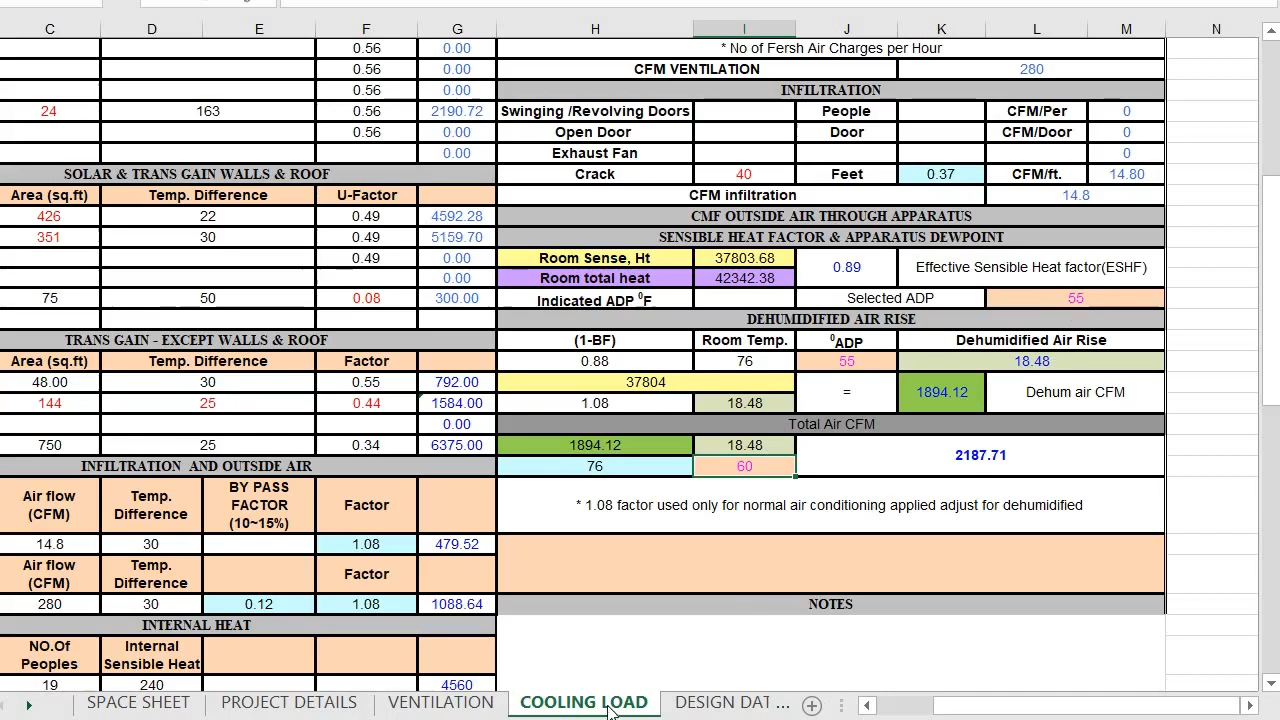 C D E F G H I J K L M N
0.56 0.00 * No of Fersh Air Charges per Hour
0.56 0.00 CFM VENTILATION 280
0.56 0.00 INFILTRATION
24 163 0.56 2190.72 Swinging /Revolving Doors People CFM/Per 0
0.56 0.00 Open Door Door CFM/Door 0
0.00 Exhaust Fan 0
SOLAR & TRANS GAIN WALLS & ROOF Crack 40 Feet 0.37 CFM/ft. 14.80
Area (sq.ft) Temp. Difference U-Factor CFM infiltration 14.8
426 22 0.49 4592.28 CMF OUTSIDE AIR THROUGH APPARATUS
351 30 0.49 5159.70 SENSIBLE HEAT FACTOR & APPARATUS DEWPOINT
0.49 0.00 Room Sense, Ht 37803.68 0.89 Effective Sensible Heat factor(ESHF)
0.00 Room total heat 42342.38
75 50 0.08 300.00 Indicated ADP ⁰F Selected ADP 55
DEHUMIDIFIED AIR RISE
TRANS GAIN - EXCEPT WALLS & ROOF (1-BF) Room Temp. ⁰ADP Dehumidified Air Rise
Area (sq.ft) Temp. Difference Factor 0.88 76 55 18.48
48.00 30 0.55 792.00 37804 = 1894.12 Dehum air CFM
144 25 0.44 1584.00 1.08 18.48
0.00 Total Air CFM
750 25 0.34 6375.00 1894.12 18.48 2187.71
INFILTRATION AND OUTSIDE AIR 76 60
Air flow (CFM) Temp. Difference BY PASS FACTOR (10~15%) Factor * 1.08 factor used only for normal air conditioning applied adjust for dehumidified
14.8 30 1.08 479.52
Air flow (CFM) Temp. Difference Factor
280 30 0.12 1.08 1088.64 NOTES
INTERNAL HEAT
NO.Of Peoples Internal Sensible Heat
19 240 4560
SPACE SHEET PROJECT DETAILS VENTILATION COOLING LOAD DESIGN DAT ...